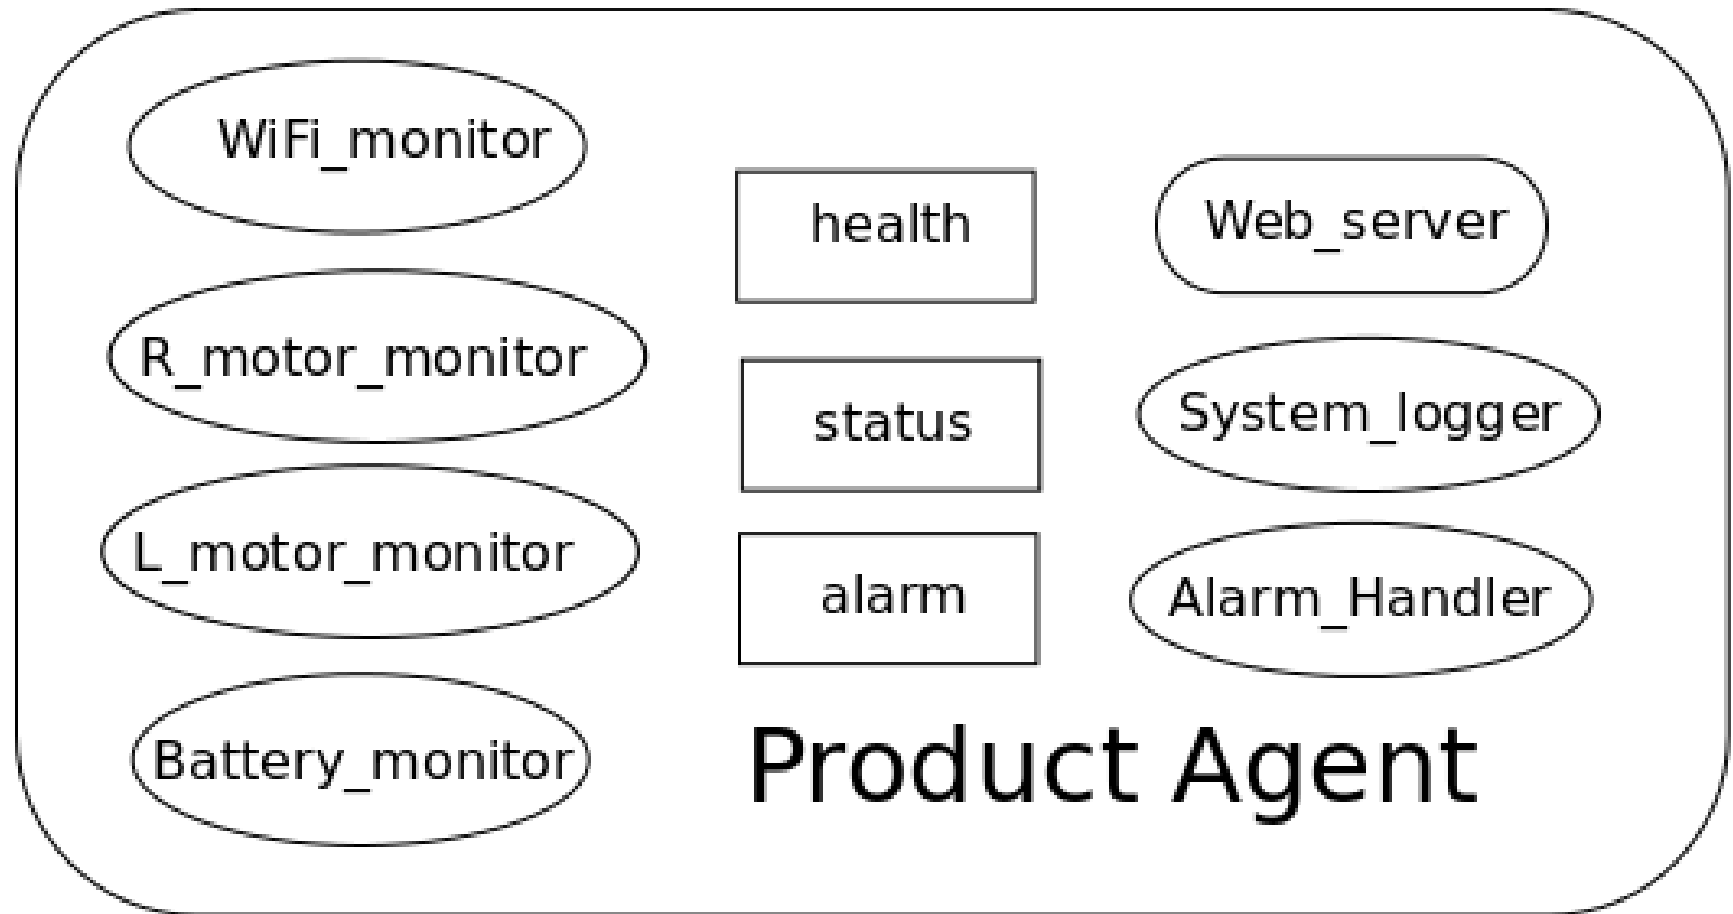 WiFi_monitor
R_motor_monitor
L_motor_monitor
Battery_monitor
health
status
alarm
Web_server
System_logger
Alarm_Handler
Product Agent